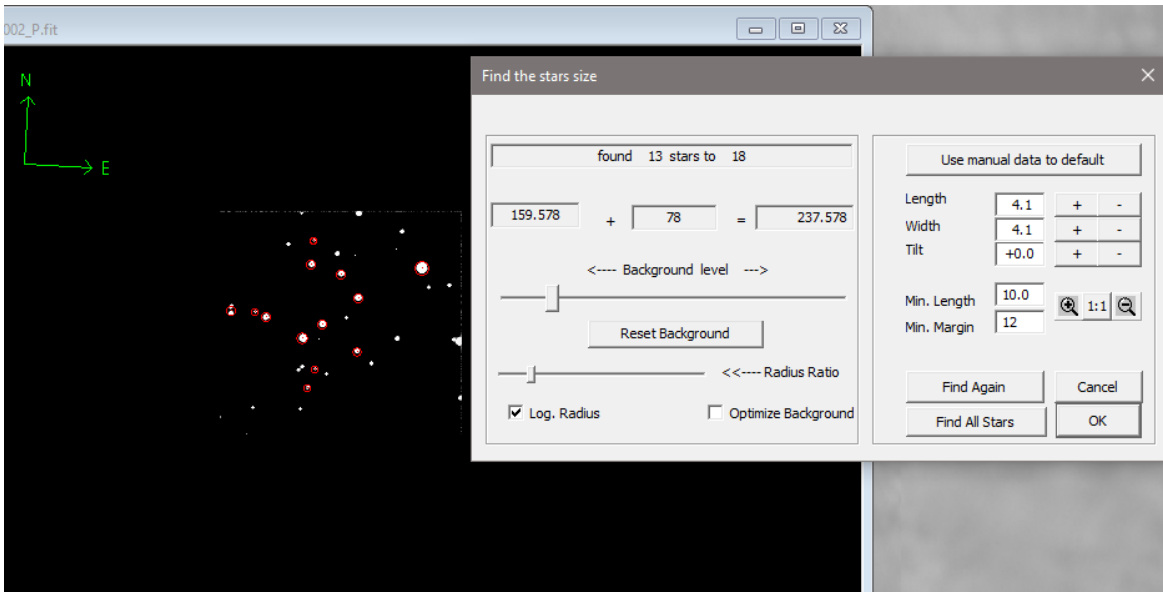 002_P.fit
N
E
Find the stars size
found 13 stars to 18
159.578 + 78 = 237.578
<---- Background level --->
Reset Background
<<---- Radius Ratio
Log. Radius
Optimize Background
Use manual data to default
Length 4.1 + -
Width 4.1 + -
Tilt +0.0 + -
Min. Length 10.0
1:1
Min. Margin 12
Find Again
Cancel
Find All Stars
OK